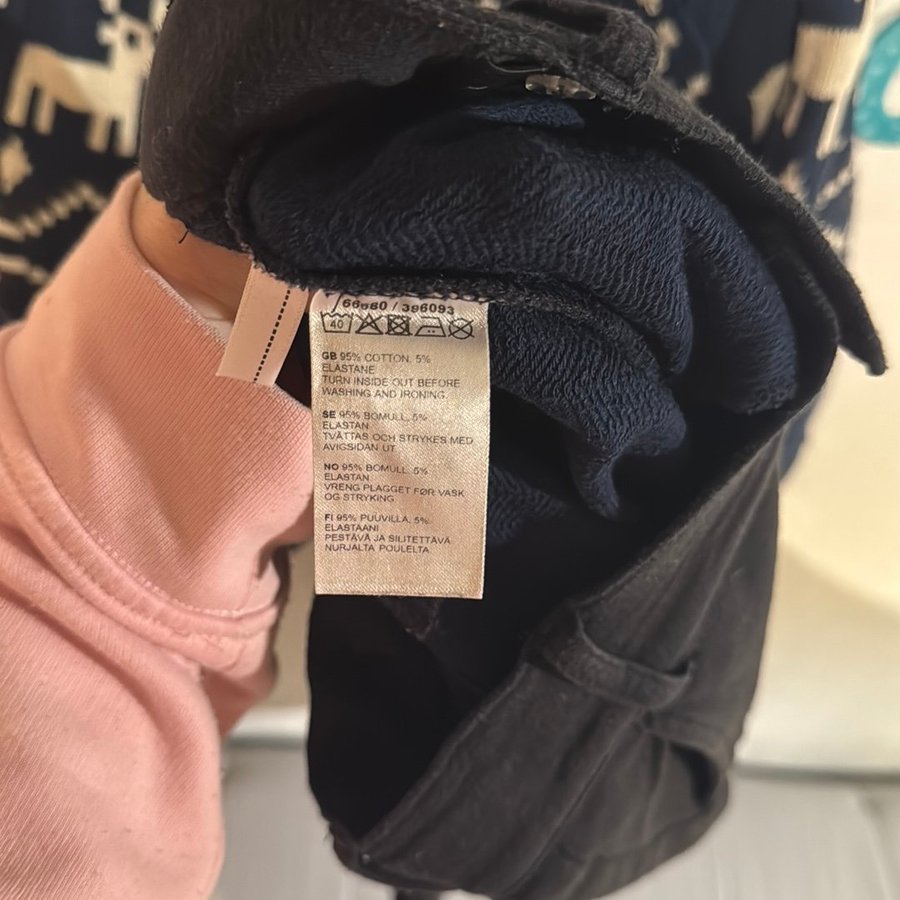 /66680 / 396093
40
GB 95% COTTON, 5%
ELASTANE
TURN INSIDE OUT BEFORE
WASHING AND IRONING.
SE 95% BOMULL, 5%
ELASTAN
TVÄTTAS OCH STRYKES MED
AVIGSIDAN UT
NO 95% BOMULL, 5%
ELASTAN
VRENG PLAGGET FØR VASK
OG STRYKING.
FI 95% PUUVILLA, 5%
ELASTAANI
PESTÄVÄ JA SILITETTÄVÄ
NURJALTA POULELTA